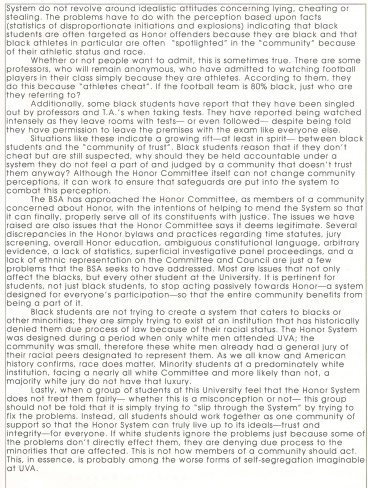 System do not revolve around idealistic attitudes concerning lying, cheating or
stealing. The problems have to do with the perception based upon facts
(statistics of disproportionate initiations and explosions) indicating that black
students are often targeted as Honor offenders because they are black and that
black athletes in particular are often "spotlighted" in the "community" because
of their athletic status and race.
Whether or not people want to admit, this is sometimes true. There are some
professors, who will remain anonymous, who have admitted to watching football
players in their class simply because they are athletes. According to them, they
do this because "athletes cheat". If the football team is 80% black, just who are
they referring to?
Additionally, some black students have report that they have been singled
out by professors and T.A.'s when taking tests. They have reported being watched
intensely as they leave rooms with tests— or even followed— despite being told
they have permission to leave the premises with the exam like everyone else.
Situations like these indicate a growing rift—at least in spirit— between black
students and the "community of trust". Black students reason that if they don't
cheat but are still suspected, why should they be held accountable under a
system they do not feel a part of and judged by a community that doesn't trust
them anyway? Although the Honor Committee itself can not change community
perceptions, it can work to ensure that safeguards are put into the system to
combat this perception.
The BSA has approached the Honor Committee, as members of a community
concerned about Honor, with the intentions of helping to mend the System so that
it can finally, properly serve all of its constituents with justice. The issues we have
raised are also issues that the Honor Committee says it deems legitimate. Several
discrepancies in the Honor bylaws and practices regarding time statutes, jury
screening, overall Honor education, ambiguous constitutional language, arbitrary
evidence, a lack of statistics, superficial investigative panel proceedings, and a
lack of ethnic representation on the Committee and Council are just a few
problems that the BSA seeks to have addressed. Most are issues that not only
affect the blacks, but every other student at the University. It is pertinent for
students, not just black students, to stop acting passively towards Honor—a system
designed for everyone's participation—so that the entire community benefits from
being a part of it.
Black students are not trying to create a system that caters to blacks or
other minorities; they are simply trying to exist at an institution that has historically
denied them due process of law because of their racial status. The Honor System
was designed during a period when only white men attended UVA; the
community was small, therefore these white men already had a general jury of
their racial peers designated to represent them. As we all know and American
history confirms, race does matter. Minority students at a predominately white
institution, facing a nearly all white Committee and more likely than not, a
majority white jury do not have that luxury.
Lastly, when a group of students at this University feel that the Honor System
does not treat them fairly— whether this is a misconception or not— this group
should not be told that it is simply trying to "slip through the System" by trying to
fix the problems. Instead, all students should work together as one community of
support so that the Honor System can truly live up to its ideals—trust and
integrity—for everyone. If white students ignore the problems just because some of
the problems don't directly effect them, they are denying due process to the
minorities that are affected. This is not how members of a community should act.
This, in essence, is probably among the worse forms of self-segregation imaginable
at UVA.